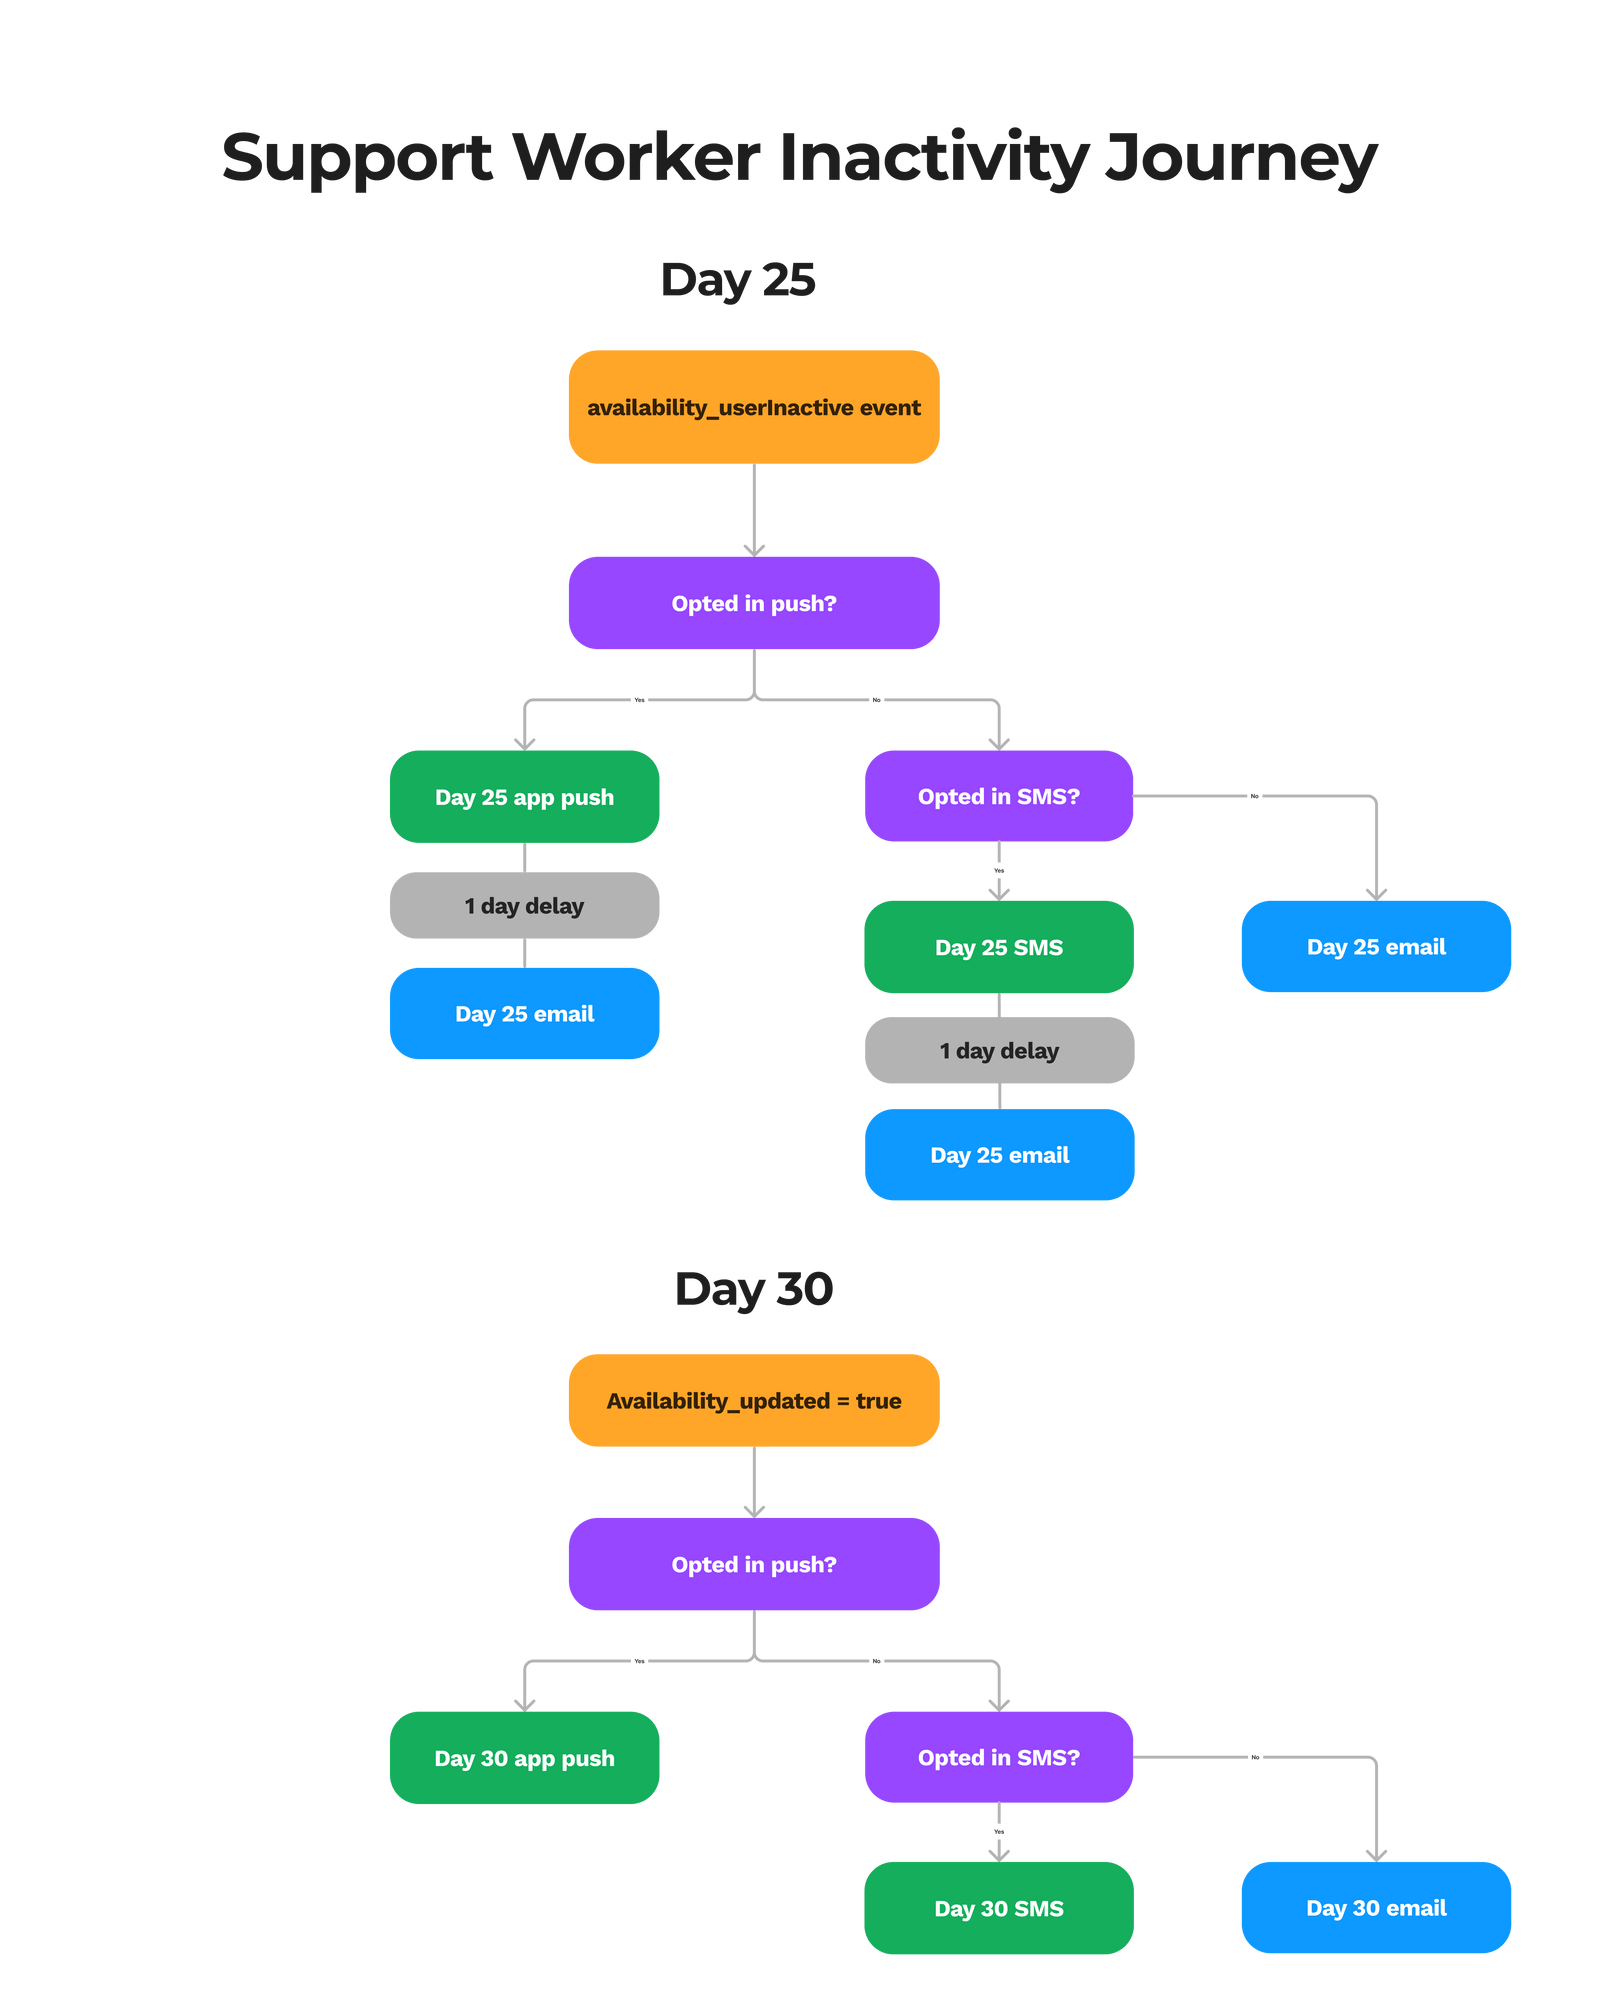 Support Worker Inactivity Journey
Day 25
availability_userInactive event
Opted in push?
Yes
No
Day 25 app push
Opted in SMS?
No
1 day delay
Yes
Day 25 email
Day 25 SMS
Day 25 email
1 day delay
Day 25 email
Day 30
Availability_updated = true
Opted in push?
Yes
No
Day 30 app push
Opted in SMS?
No
Yes
Day 30 SMS
Day 30 email